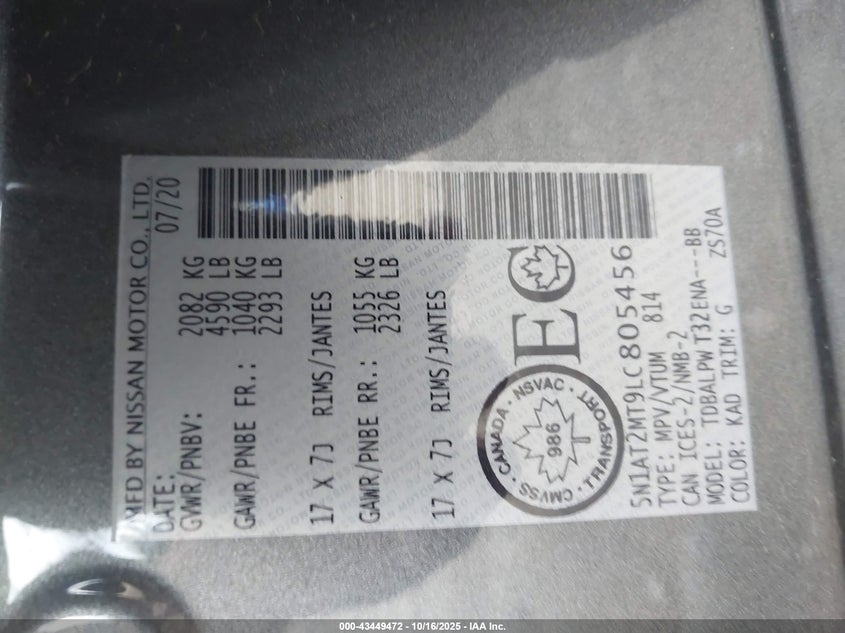 MFD BY NISSAN MOTOR CO., LTD.
DATE: 07/20
GVWR/PNBV: 2082 KG
4590 LB
GAWR/PNBE FR.: 1040 KG
2293 LB
17 X 7J RIMS/JANTES
GAWR/PNBE RR.: 1055 KG
2326 LB
17 X 7J RIMS/JANTES
CANADA · NSVAC · TRANSPORT · CMVSS ·
986
EC
5N1AT2MT9LC805456
TYPE: MPV/VTUM 814
CAN ICES-2/NMB-2
MODEL: TDBALPW T32ENA---BB
COLOR: KAD TRIM: G ZS70A
000-43449472 - 10/16/2025 - IAA Inc.